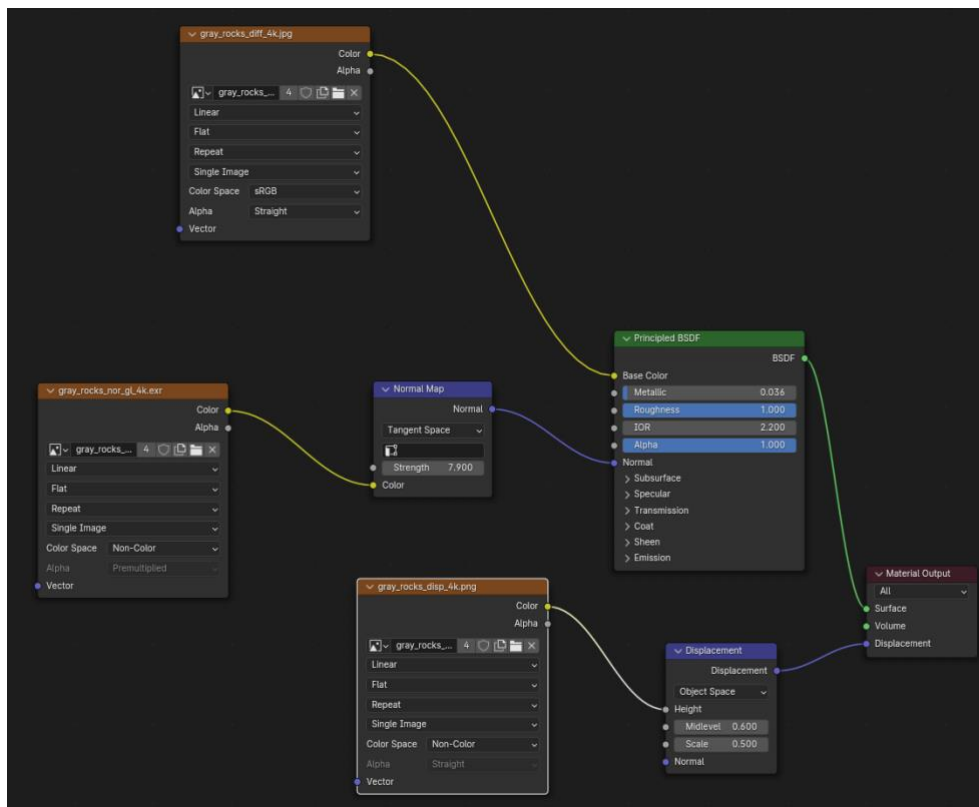 gray_rocks_diff_4k.jpg
Color
Alpha
gray_rocks_... 4
Linear
Flat
Repeat
Single Image
Color Space sRGB
Alpha Straight
Vector
gray_rocks_nor_gl_4k.exr
Color
Alpha
gray_rocks_... 4
Linear
Flat
Repeat
Single Image
Color Space Non-Color
Alpha Premultiplied
Vector
Normal Map
Normal
Tangent Space
Strength 7.900
Color
Principled BSDF
BSDF
Base Color
Metallic 0.036
Roughness 1.000
IOR 2.200
Alpha 1.000
Normal
Subsurface
Specular
Transmission
Coat
Sheen
Emission
gray_rocks_disp_4k.png
Color
Alpha
gray_rocks_... 4
Linear
Flat
Repeat
Single Image
Color Space Non-Color
Alpha Straight
Vector
Displacement
Displacement
Object Space
Height
Midlevel 0.600
Scale 0.500
Normal
Material Output
All
Surface
Volume
Displacement